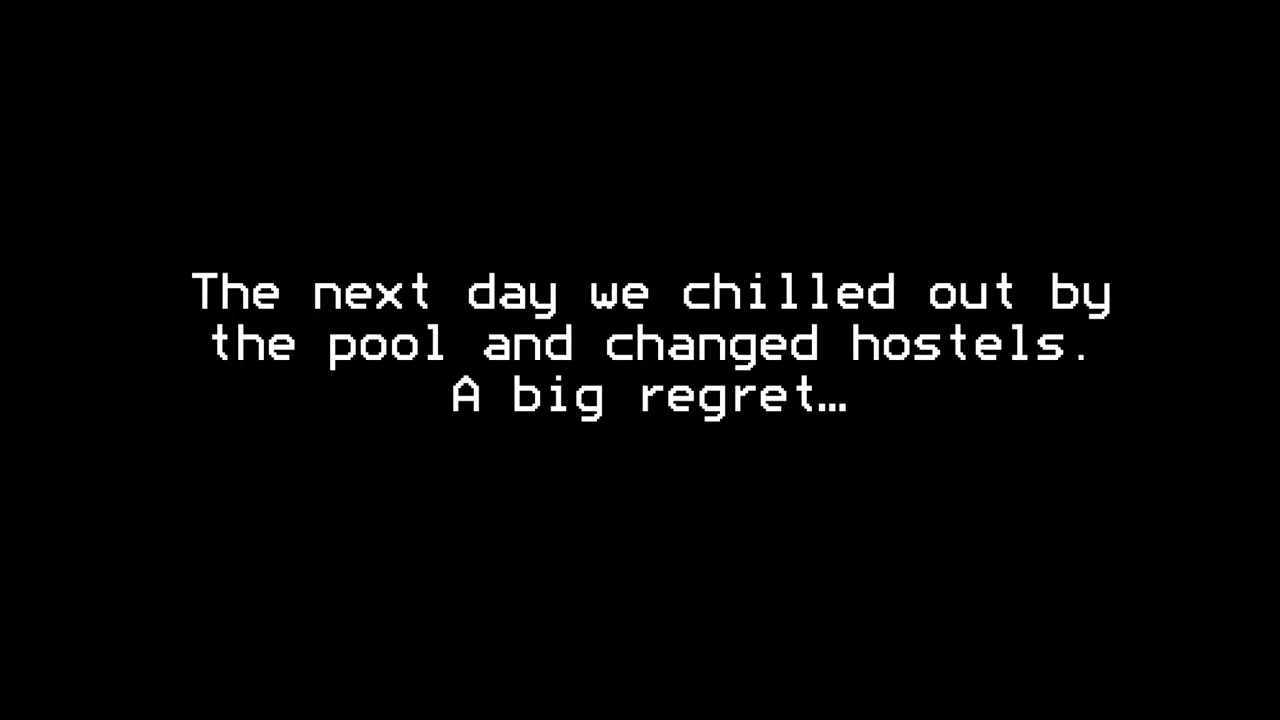 The next day we chilled out by
the pool and changed hostels.
A big regret…